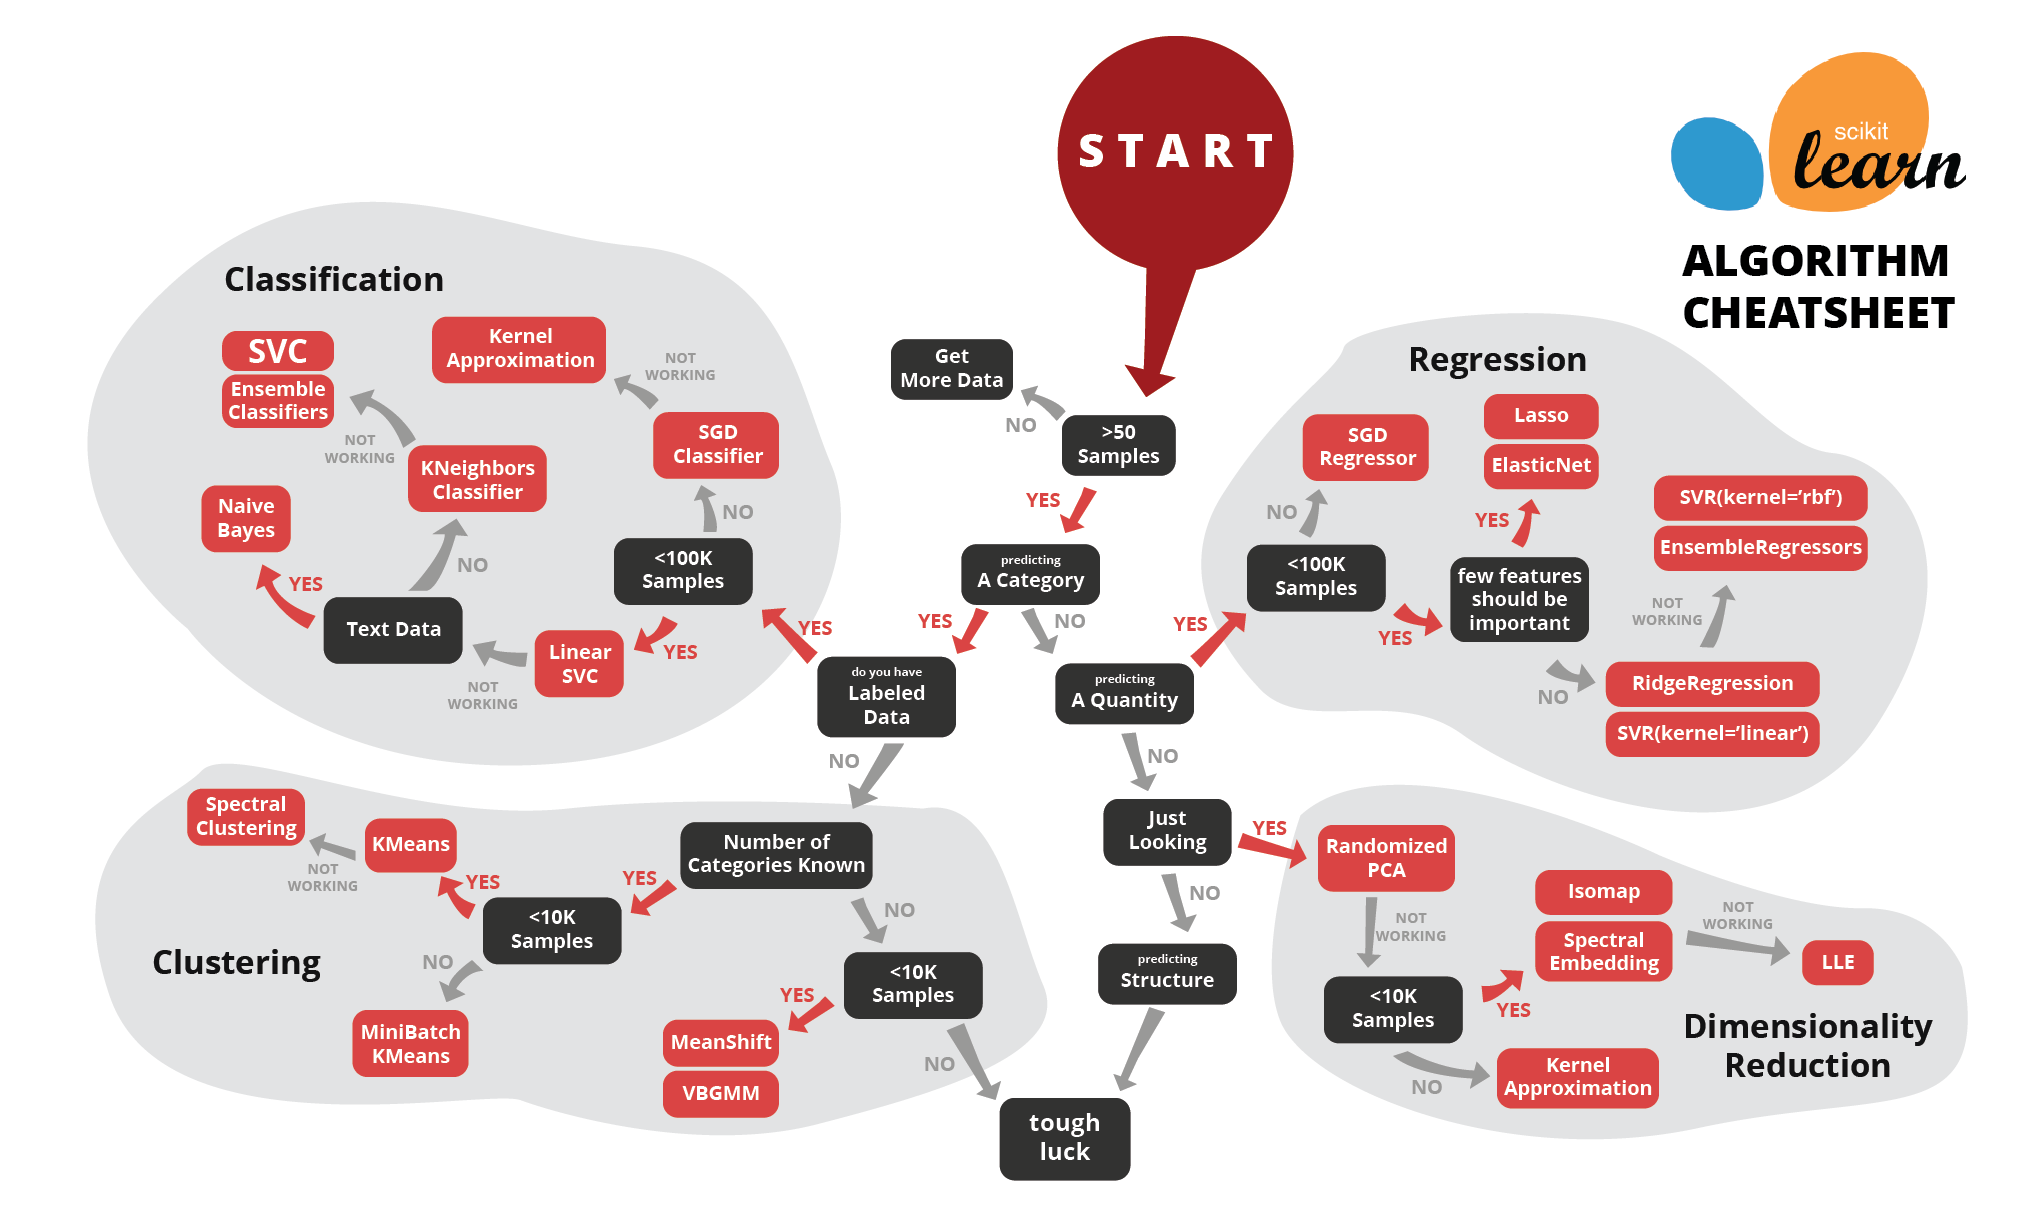 START
scikit
learn
ALGORITHM
CHEATSHEET
Get
More Data
NO
>50
Samples
YES
predicting
A Category
YES
NO
do you have
Labeled
Data
YES
NO
predicting
A Quantity
YES
NO
Just
Looking
YES
NO
predicting
Structure
tough
luck
Classification
SVC
Ensemble
Classifiers
Kernel
Approximation
NOT
WORKING
NOT
WORKING
KNeighbors
Classifier
SGD
Classifier
Naive
Bayes
YES
NO
NO
<100K
Samples
Text Data
NOT
WORKING
Linear
SVC
YES
Regression
SGD
Regressor
Lasso
ElasticNet
NO
YES
SVR(kernel=’rbf’)
EnsembleRegressors
<100K
Samples
few features
should be
important
NOT
WORKING
YES
NO
RidgeRegression
SVR(kernel=’linear’)
Clustering
Spectral
Clustering
KMeans
NOT
WORKING
YES
YES
Number of
Categories Known
<10K
Samples
NO
NO
MiniBatch
KMeans
<10K
Samples
YES
NO
MeanShift
VBGMM
Randomized
PCA
NOT
WORKING
Isomap
Spectral
Embedding
NOT
WORKING
LLE
<10K
Samples
YES
NO
Kernel
Approximation
Dimensionality
Reduction